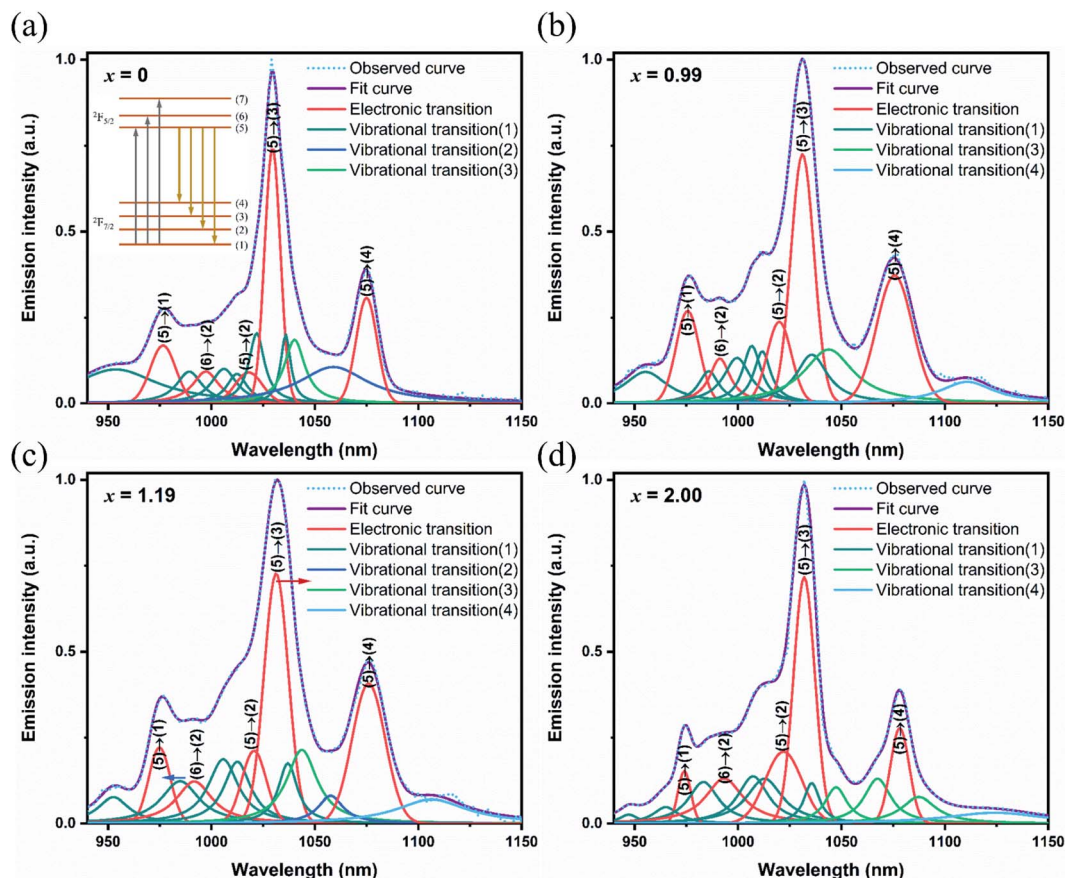 (a)
x = 0
1.0
0.5
0.0
Emission intensity (a.u.)
950
1000
1050
1100
1150
Wavelength (nm)
Observed curve
Fit curve
Electronic transition
Vibrational transition(1)
Vibrational transition(2)
Vibrational transition(3)
(7)
²F₅/₂
(6)
(5)
(4)
(3)
²F₇/₂
(2)
(1)
(5)→(1)
(6)→(2)
(5)→(2)
(5)→(3)
(5)→(4)
(b)
x = 0.99
1.0
0.5
0.0
Emission intensity (a.u.)
950
1000
1050
1100
1150
Wavelength (nm)
Observed curve
Fit curve
Electronic transition
Vibrational transition(1)
Vibrational transition(3)
Vibrational transition(4)
(5)→(1)
(6)→(2)
(5)→(2)
(5)→(3)
(5)→(4)
(c)
x = 1.19
1.0
0.5
0.0
Emission intensity (a.u.)
950
1000
1050
1100
1150
Wavelength (nm)
Observed curve
Fit curve
Electronic transition
Vibrational transition(1)
Vibrational transition(2)
Vibrational transition(3)
Vibrational transition(4)
(5)→(1)
(6)→(2)
(5)→(2)
(5)→(3)
(5)→(4)
(d)
x = 2.00
1.0
0.5
0.0
Emission intensity (a.u.)
950
1000
1050
1100
1150
Wavelength (nm)
Observed curve
Fit curve
Electronic transition
Vibrational transition(1)
Vibrational transition(3)
Vibrational transition(4)
(5)→(1)
(6)→(2)
(5)→(2)
(5)→(3)
(5)→(4)